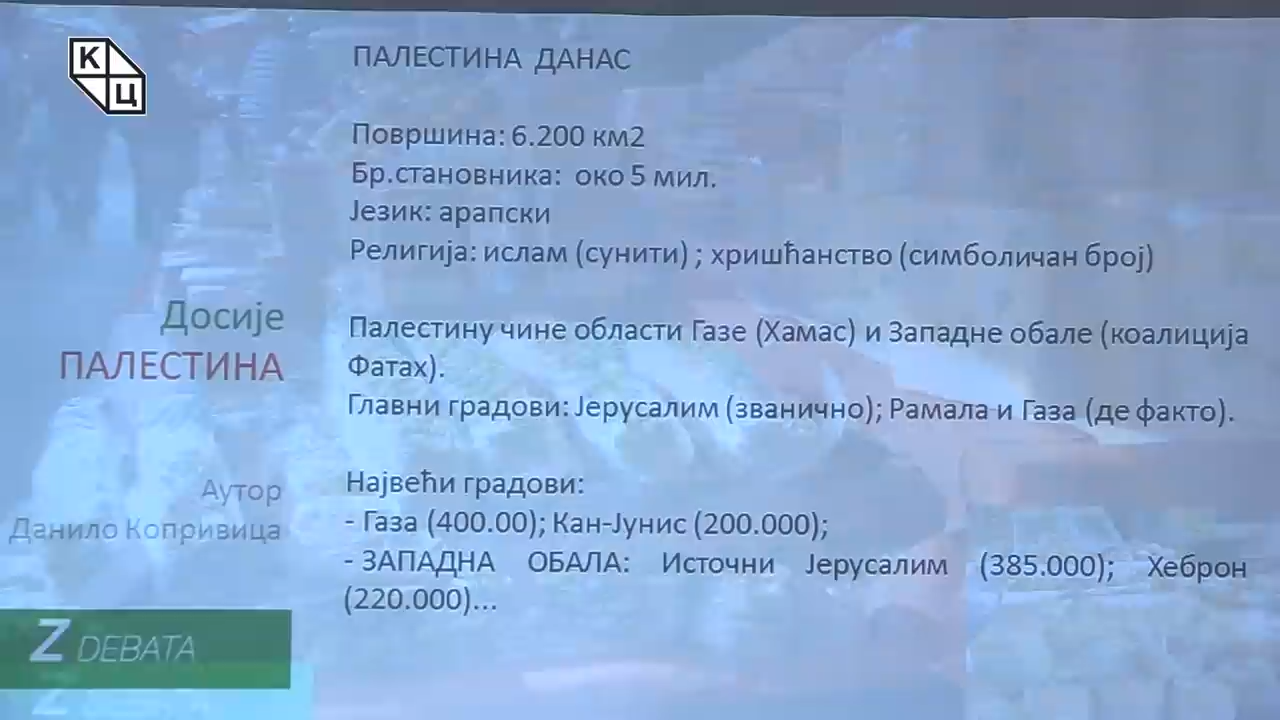 К
Ц
ПАЛЕСТИНА ДАНАС
Површина: 6.200 км2
Бр.становника: око 5 мил.
Језик: арапски
Религија: ислам (сунити) ; хришћанство (симболичан број)
Досије
ПАЛЕСТИНА
Палестину чине области Газе (Хамас) и Западне обале (коалиција
Фатах).
Главни градови: Јерусалим (званично); Рамала и Газа (де факто).
Аутор
Данило Копривица
Највећи градови:
- Газа (400.00); Кан-Јунис (200.000);
- ЗАПАДНА ОБАЛА: Источни Јерусалим (385.000); Хеброн
(220.000)...
Z DEBATA